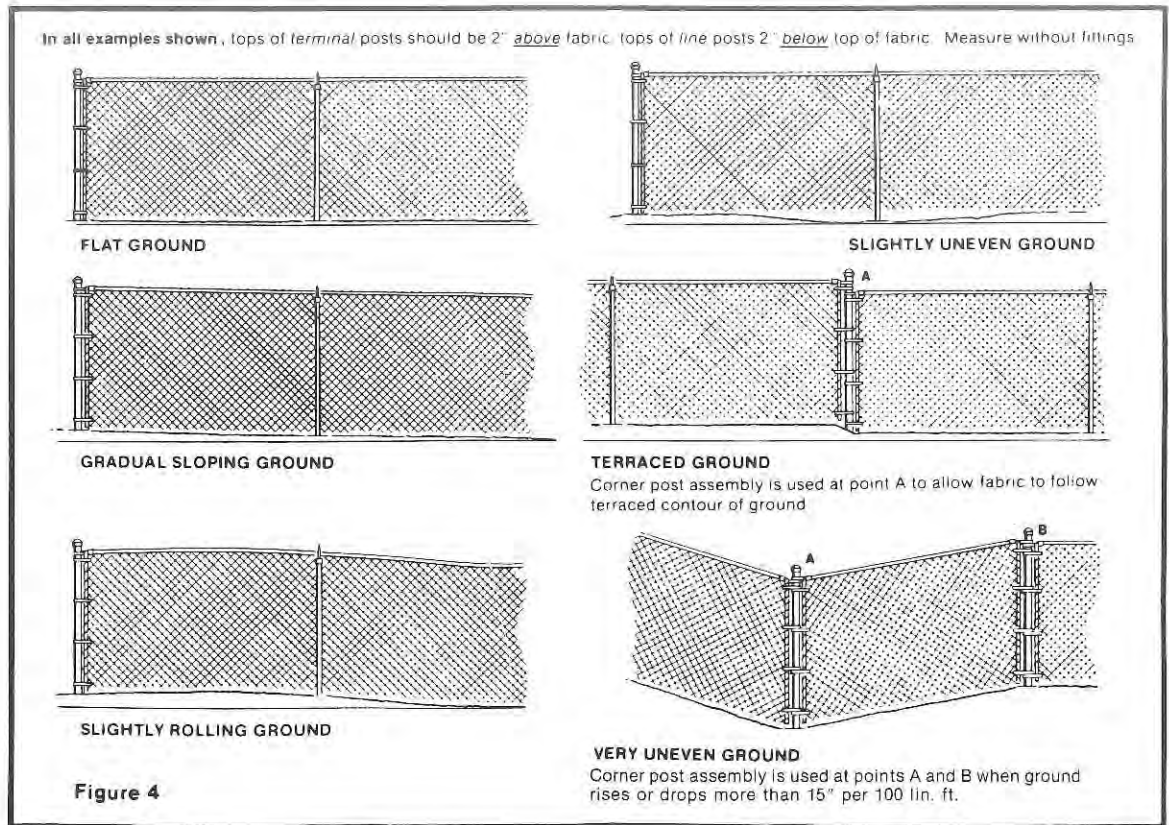 In all examples shown, tops of terminal posts should be 2" above fabric, tops of line posts 2" below top of fabric. Measure without fittings
FLAT GROUND
SLIGHTLY UNEVEN GROUND
GRADUAL SLOPING GROUND
A
TERRACED GROUND
Corner post assembly is used at point A to allow fabric to follow
terraced contour of ground
SLIGHTLY ROLLING GROUND
A
B
VERY UNEVEN GROUND
Corner post assembly is used at points A and B when ground
rises or drops more than 15" per 100 lin. ft.
Figure 4